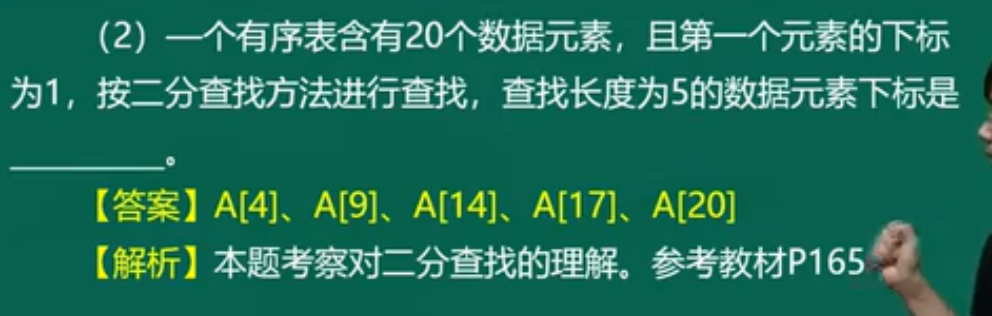 （2）一个有序表含有20个数据元素，且第一个元素的下标
为1，按二分查找方法进行查找，查找长度为5的数据元素下标是
________。
【答案】A[4]、A[9]、A[14]、A[17]、A[20]
【解析】本题考察对二分查找的理解。参考教材P165